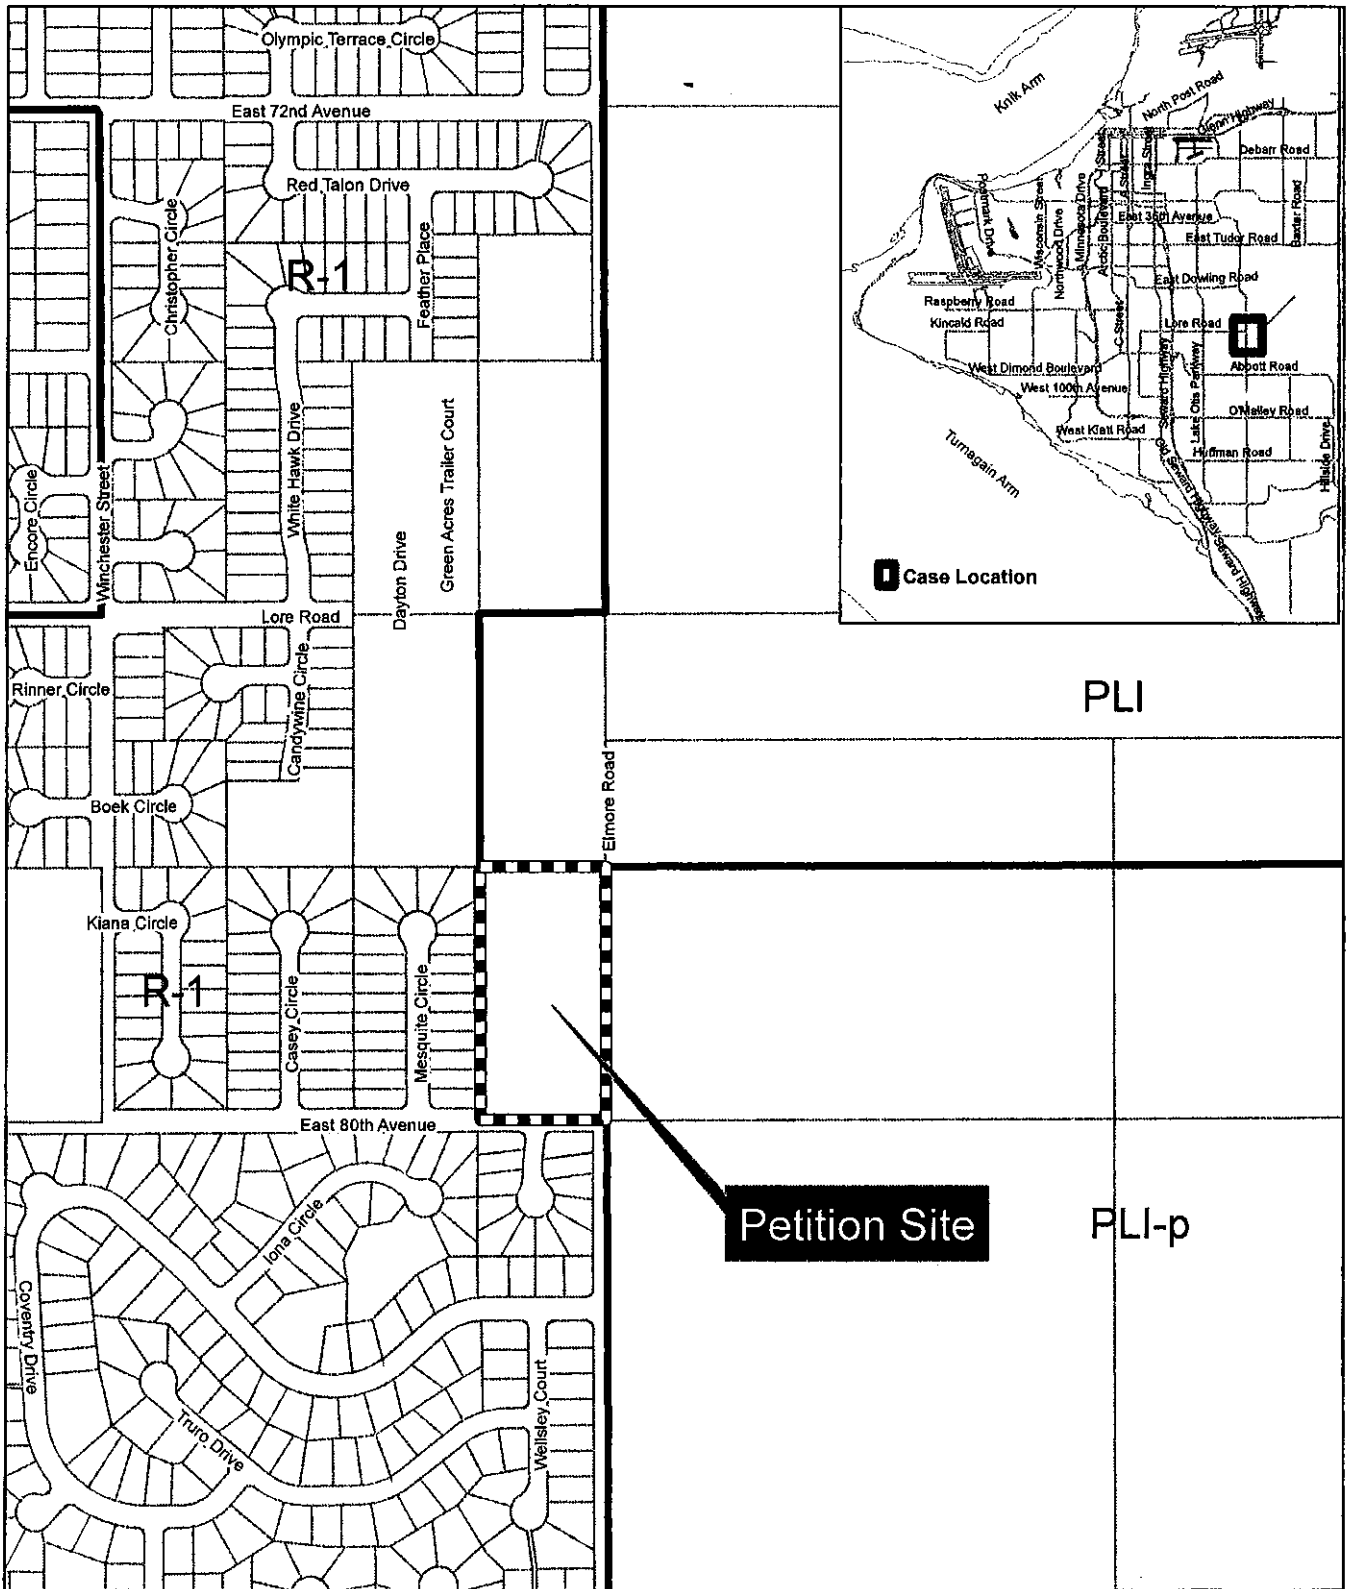 Olympic Terrace Circle
East 72nd Avenue
Red Talon Drive
Christopher Circle
R-1
Feather Place
White Hawk Drive
Green Acres Trailer Court
Dayton Drive
Encore Circle
Winchester Street
Lore Road
Rinner Circle
Candywine Circle
Boek Circle
Elmore Road
PLI
Kiana Circle
R-1
Casey Circle
Mesquite Circle
East 80th Avenue
Petition Site
PLI-p
Iona Circle
Coventry Drive
Truro Drive
Wellsley Court
Knik Arm
North Post Road
Glenn Highway
Debarr Road
Postmark Drive
Wisconsin Street
Northwood Drive
Minnesota Drive
Arctic Boulevard
C Street
Ingra Street
East 36th Avenue
Baxter Road
East Tudor Road
East Dowling Road
Raspberry Road
Kincaid Road
Lore Road
West Dimond Boulevard
Abbott Road
West 100th Avenue
Seward Highway
Lake Otis Parkway
O'Malley Road
West Klatt Road
Huffman Road
Hillside Drive
Old Seward Highway
Seward Highway
Turnagain Arm
Case Location